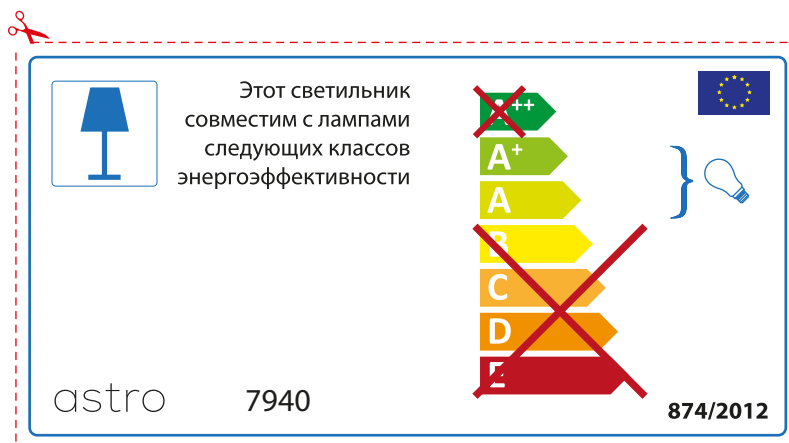 Этот светильник
совместим с лампами
следующих классов
энергоэффективности
A++
A+
A
B
C
D
E
astro
7940
874/2012